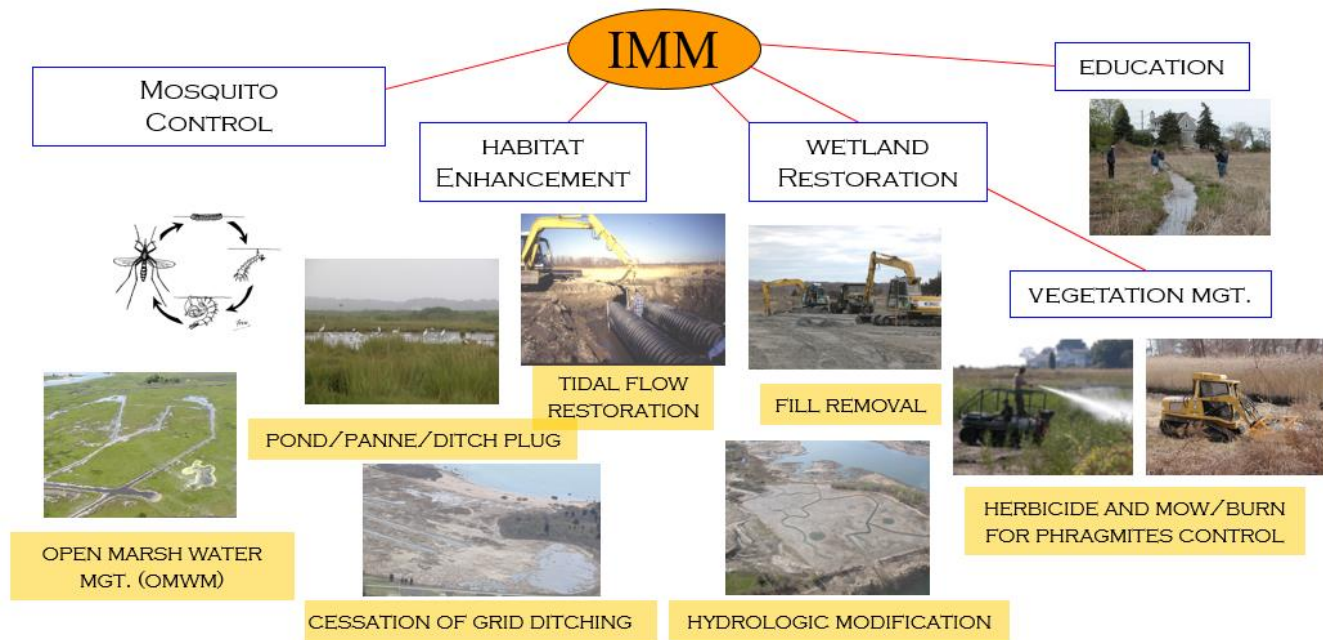 IMM
EDUCATION
MOSQUITO
CONTROL
HABITAT
ENHANCEMENT
WETLAND
RESTORATION
VEGETATION MGT.
TIDAL FLOW
RESTORATION
FILL REMOVAL
POND/PANNE/DITCH PLUG
HERBICIDE AND MOW/BURN
FOR PHRAGMITES CONTROL
OPEN MARSH WATER
MGT. (OMWM)
CESSATION OF GRID DITCHING
HYDROLOGIC MODIFICATION